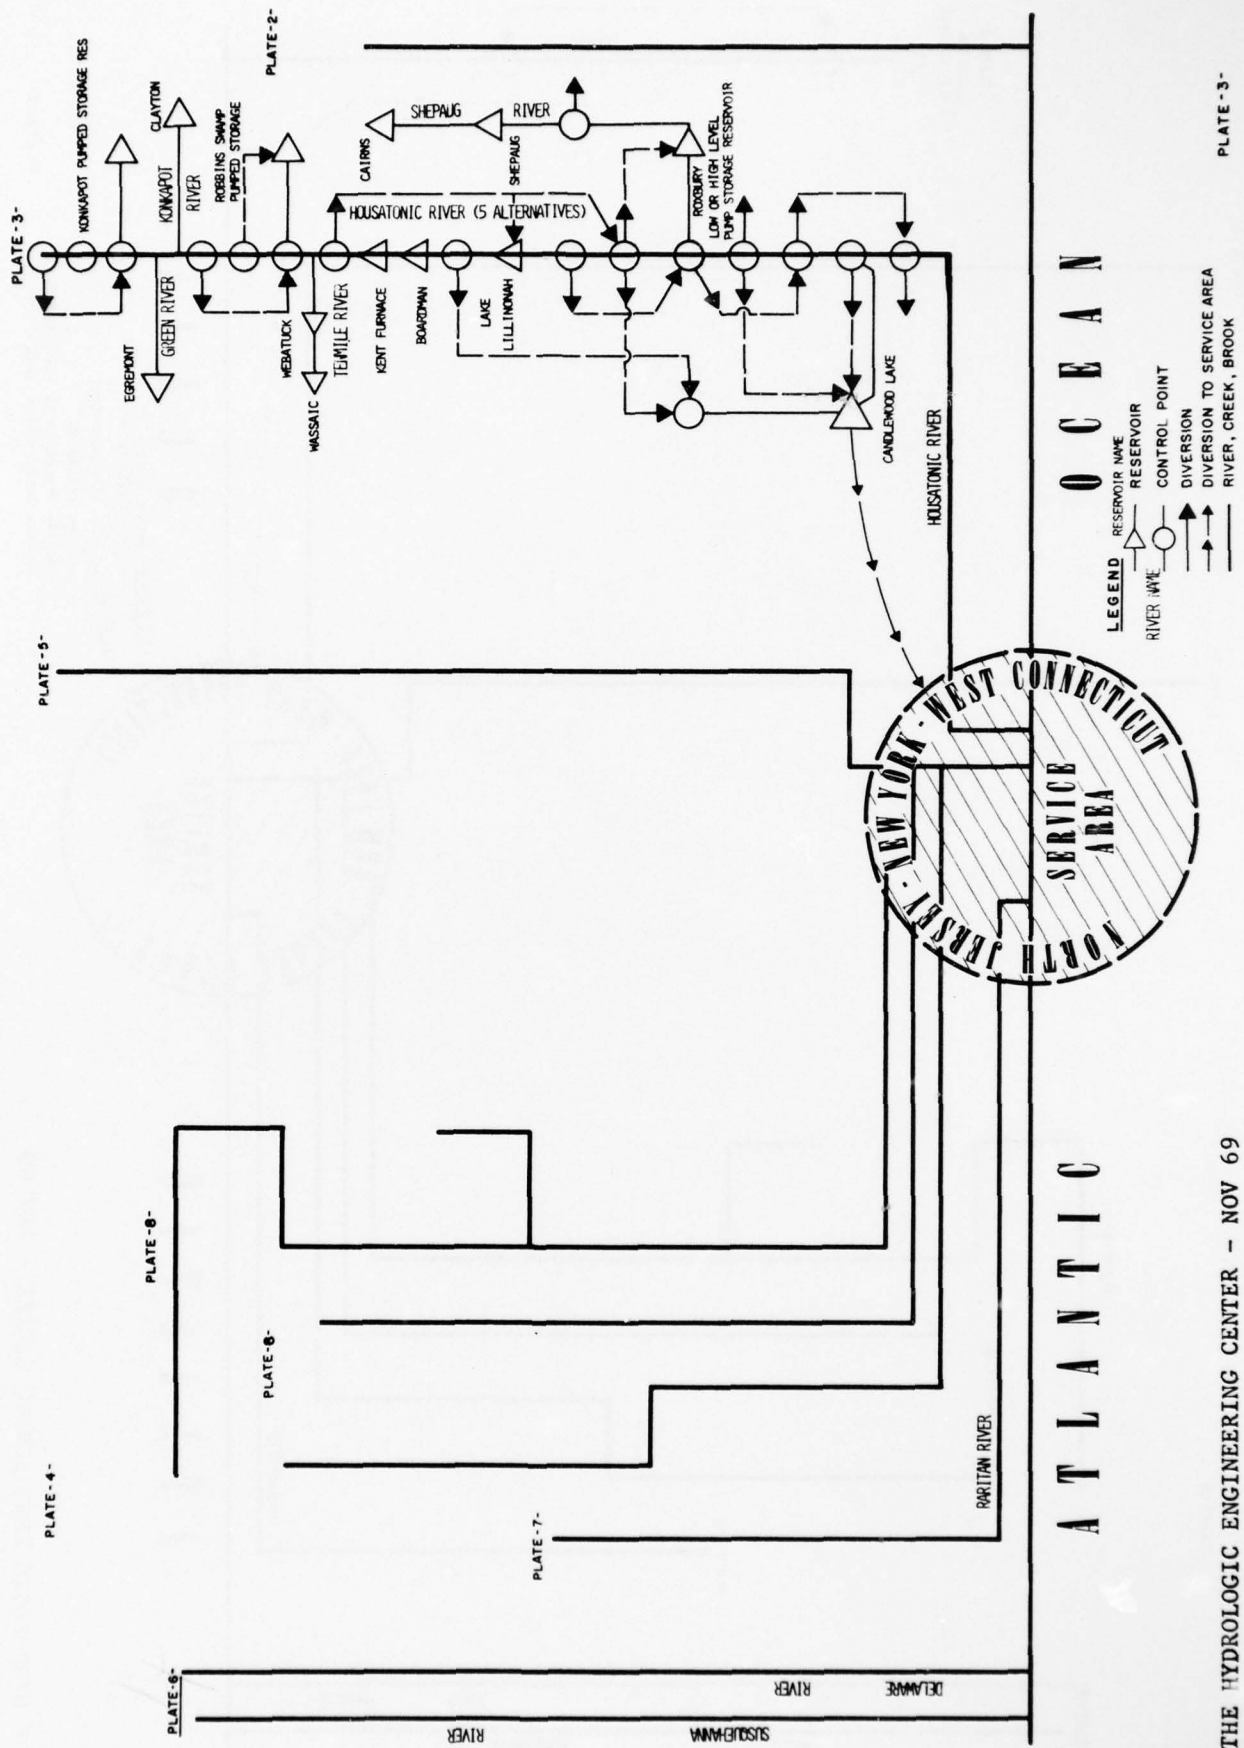 PLATE-3-
KONKAPOT PUMPED STORAGE RES
PLATE-2-
CLAYTON
KONKAPOT
RIVER
ROBBINS SWAMP
PUMPED STORAGE
EGREMONT
GREEN RIVER
WEBATUCK
WASSAIC
TENMILE RIVER
KENT FURNACE
BOARDMAN
LAKE
LILLINONAH
CAIRNS
SHEPAUG
RIVER
SHEPAUG
HOUSATONIC RIVER (5 ALTERNATIVES)
ROXBURY
LOW OR HIGH LEVEL
PUMP STORAGE RESERVOIR
CANDLEWOOD LAKE
HOUSATONIC RIVER
PLATE-5-
PLATE-8-
PLATE-8-
PLATE-4-
PLATE-7-
RARITAN RIVER
PLATE-6-
DELAWARE
RIVER
SUSQUEHANNA
RIVER
NORTH JERSEY-NEW YORK-WEST CONNECTICUT
SERVICE
AREA
ATLANTIC
OCEAN
LEGEND
RESERVOIR NAME
RESERVOIR
RIVER NAME
CONTROL POINT
DIVERSION
DIVERSION TO SERVICE AREA
RIVER, CREEK, BROOK
PLATE-3-
THE HYDROLOGIC ENGINEERING CENTER - NOV 69